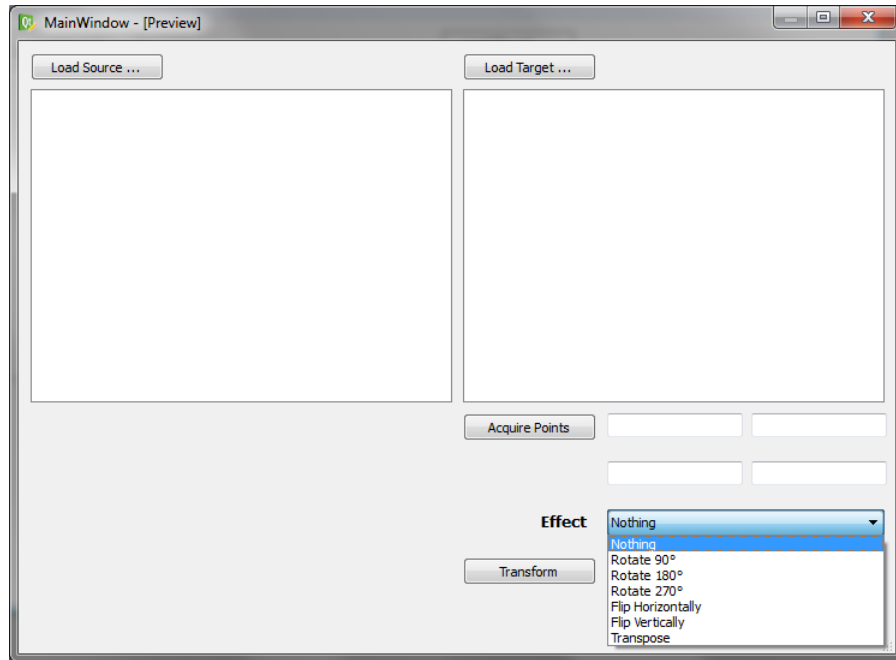 MainWindow - [Preview]
Load Source ...
Load Target ...
Acquire Points
Effect
Nothing
Nothing
Rotate 90°
Rotate 180°
Rotate 270°
Flip Horizontally
Flip Vertically
Transpose
Transform